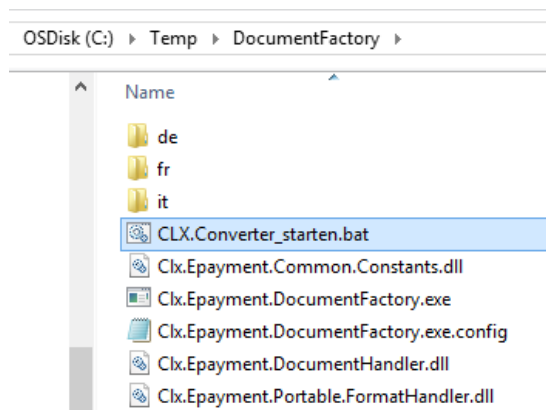 OSDisk (C:) Temp DocumentFactory
Name
de
fr
it
CLX.Converter_starten.bat
Clx.Epayment.Common.Constants.dll
Clx.Epayment.DocumentFactory.exe
Clx.Epayment.DocumentFactory.exe.config
Clx.Epayment.DocumentHandler.dll
Clx.Epayment.Portable.FormatHandler.dll